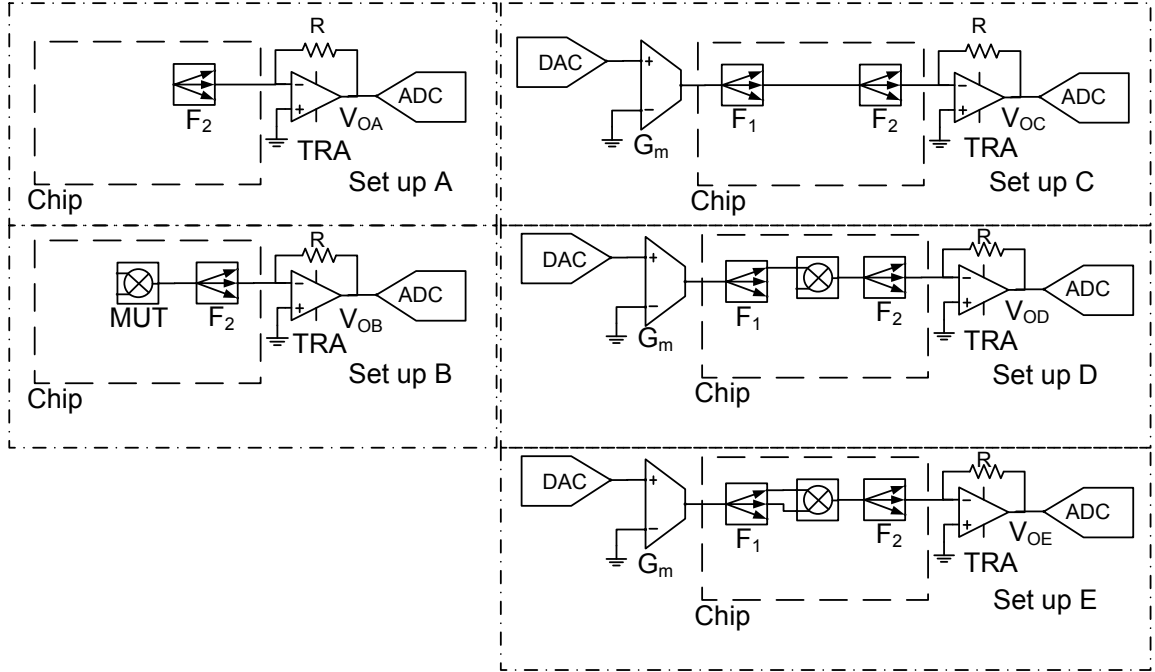 R
ADC
F2
VOA
TRA
Set up A
Chip
R
DAC
ADC
F1
F2
VOC
Gm
TRA
Set up C
Chip
R
ADC
MUT
F2
VOB
TRA
Set up B
Chip
R
DAC
ADC
F1
F2
VOD
Gm
TRA
Set up D
Chip
R
DAC
ADC
F1
F2
VOE
Gm
TRA
Set up E
Chip